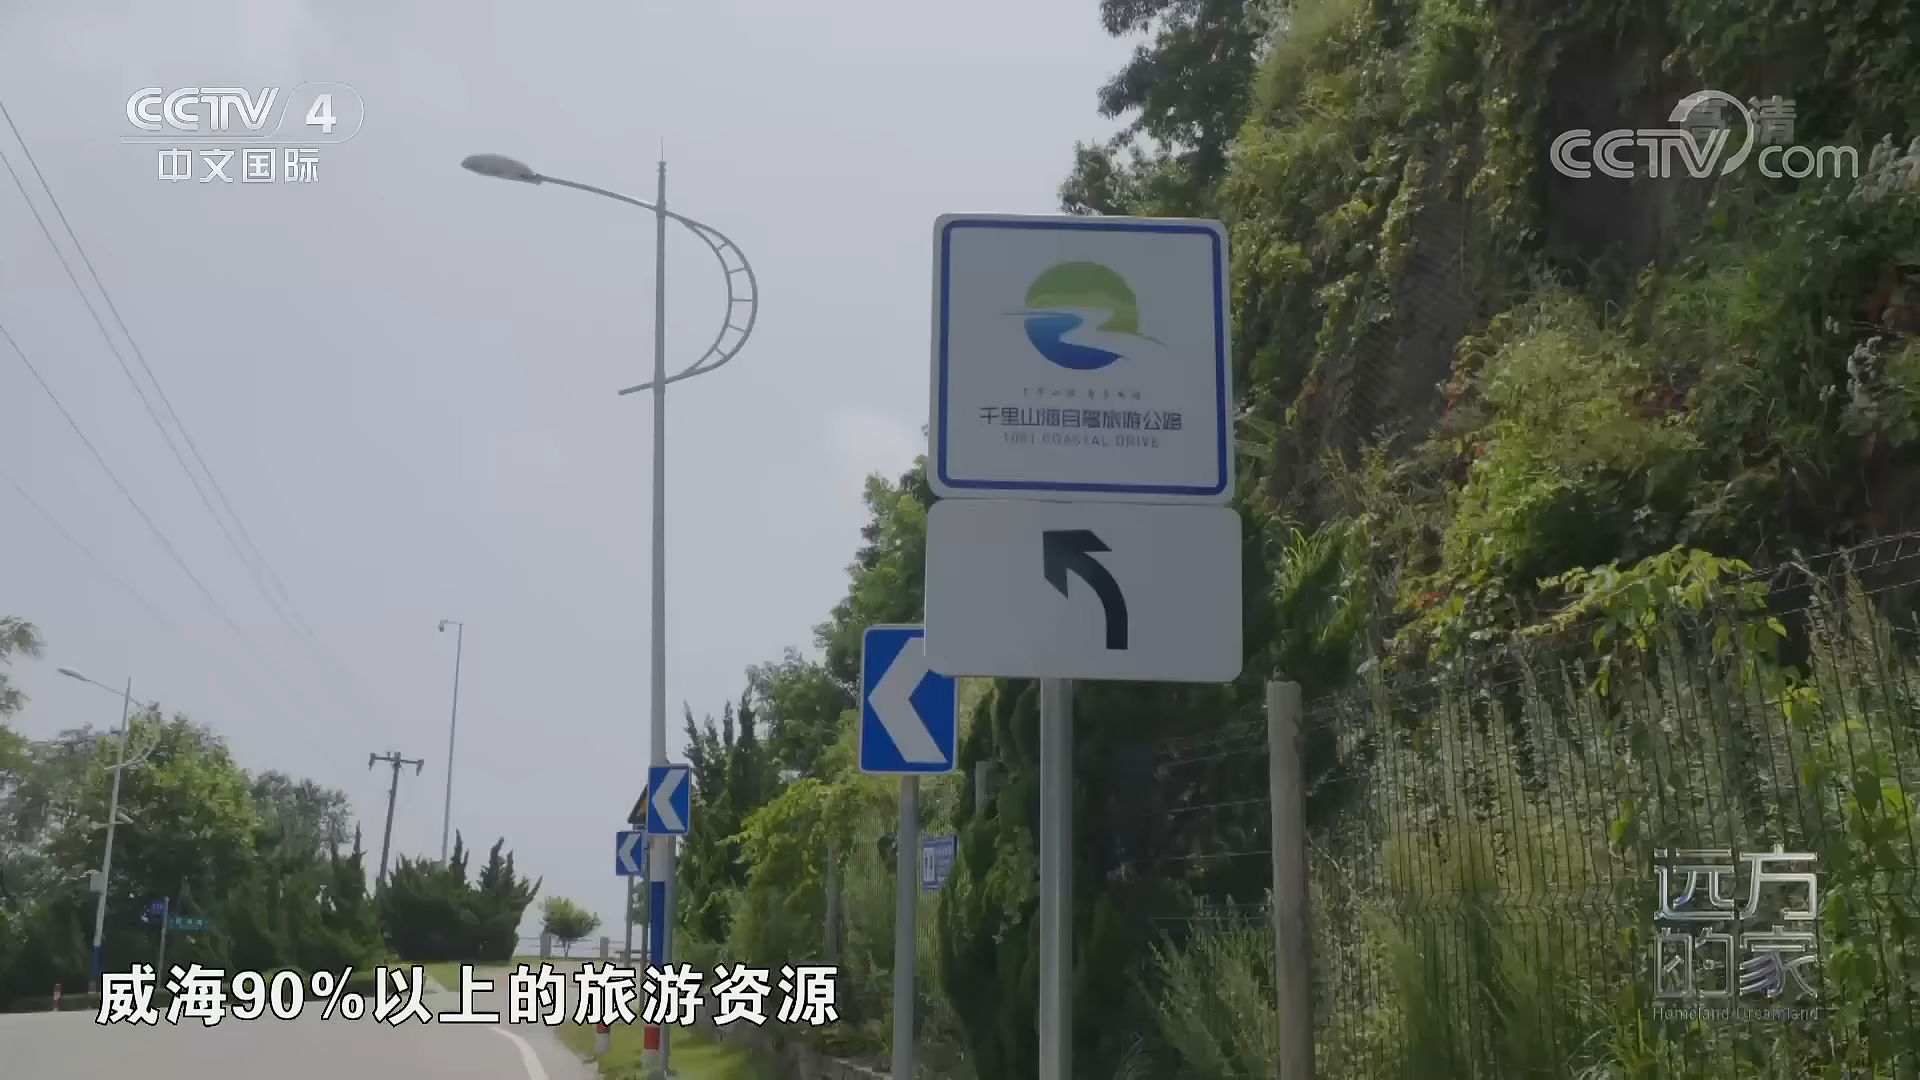 CCTV 4
中文国际
高清
CCTV.com
千里山海自驾旅游公路
1001 COASTAL DRIVE
远方
的家
Homeland Dreamland
威海90%以上的旅游资源